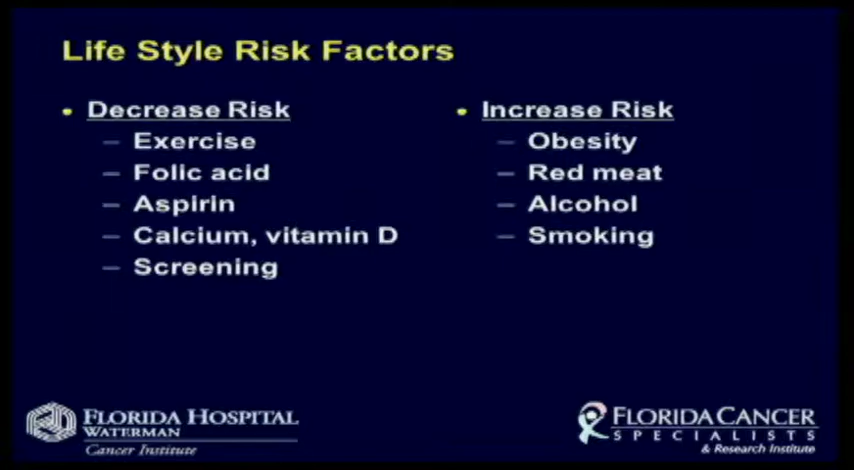 Life Style Risk Factors
• Decrease Risk
– Exercise
– Folic acid
– Aspirin
– Calcium, vitamin D
– Screening
• Increase Risk
– Obesity
– Red meat
– Alcohol
– Smoking
FLORIDA HOSPITAL
WATERMAN
Cancer Institute
FLORIDA CANCER
SPECIALISTS
& Research Institute